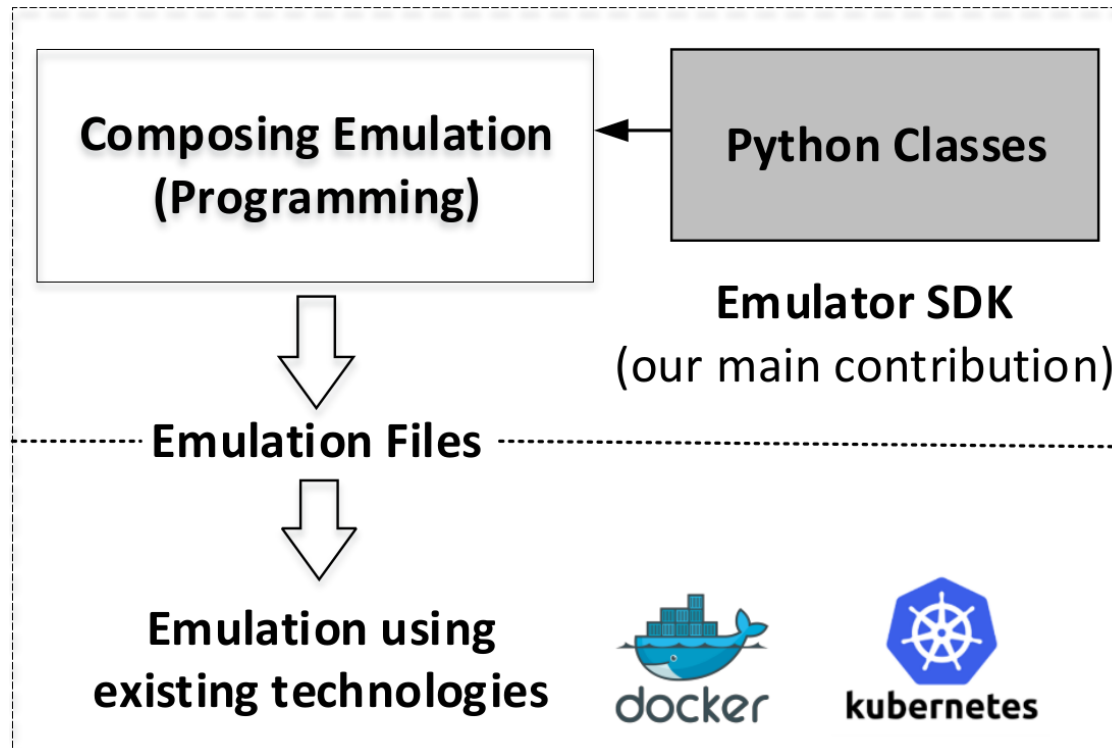 Composing Emulation
(Programming)
Python Classes
Emulator SDK
(our main contribution)
Emulation Files
Emulation using
existing technologies
docker
kubernetes